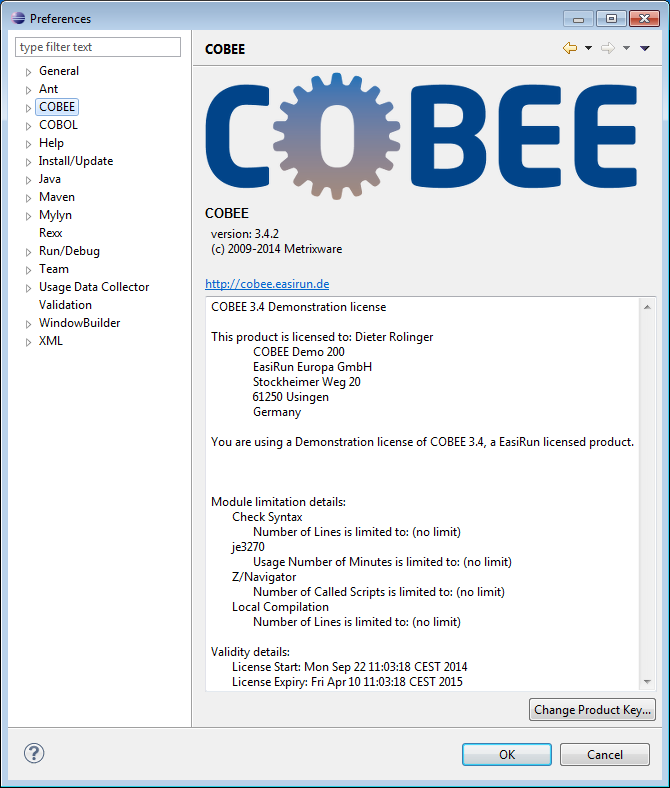 Preferences
type filter text
General
Ant
COBEE
COBOL
Help
Install/Update
Java
Maven
Mylyn
Rexx
Run/Debug
Team
Usage Data Collector
Validation
WindowBuilder
XML
COBEE
COBEE
COBEE
version: 3.4.2
(c) 2009-2014 Metrixware
http://cobee.easirun.de
COBEE 3.4 Demonstration license
This product is licensed to: Dieter Rolinger
COBEE Demo 200
EasiRun Europa GmbH
Stockheimer Weg 20
61250 Usingen
Germany
You are using a Demonstration license of COBEE 3.4, a EasiRun licensed product.
Module limitation details:
Check Syntax
Number of Lines is limited to: (no limit)
je3270
Usage Number of Minutes is limited to: (no limit)
Z/Navigator
Number of Called Scripts is limited to: (no limit)
Local Compilation
Number of Lines is limited to: (no limit)
Validity details:
License Start: Mon Sep 22 11:03:18 CEST 2014
License Expiry: Fri Apr 10 11:03:18 CEST 2015
Change Product Key...
?
OK
Cancel